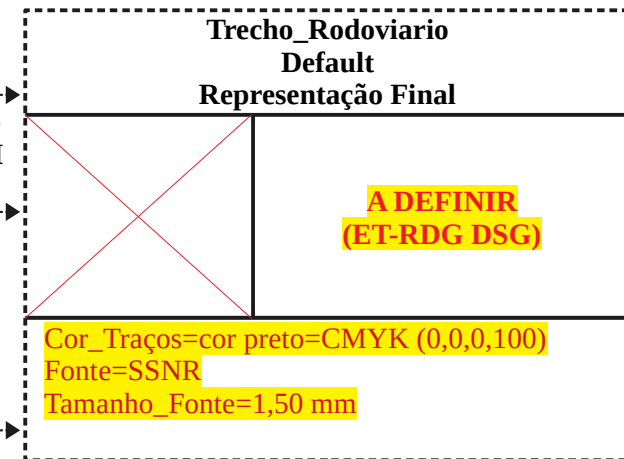 Trecho_Rodoviario
Default
Representação Final
A DEFINIR
(ET-RDG DSG)
Cor_Traços=cor preto=CMYK (0,0,0,100)
Fonte=SSNR
Tamanho_Fonte=1,50 mm